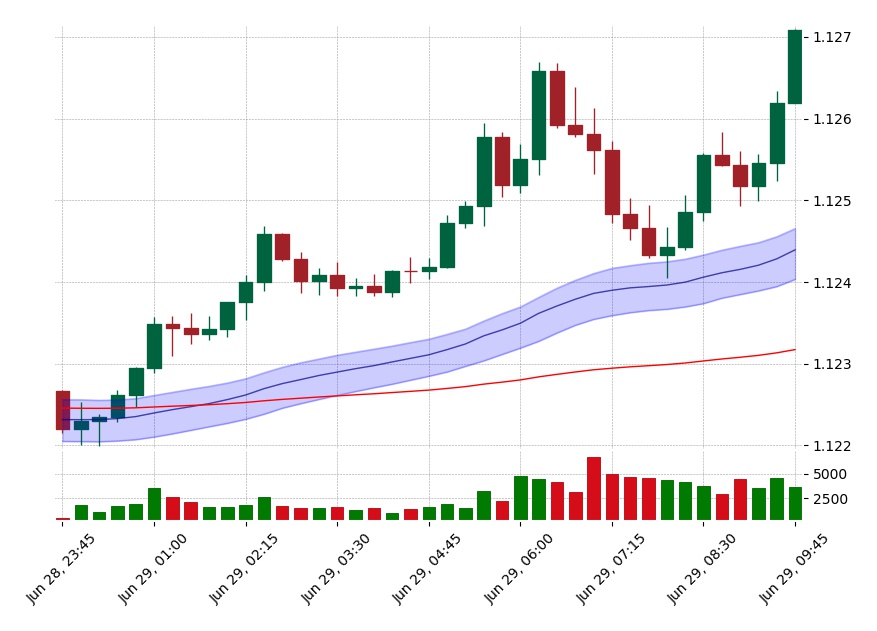 1.127
1.126
1.125
1.124
1.123
1.122
5000
2500
Jun 28, 23:45
Jun 29, 01:00
Jun 29, 02:15
Jun 29, 03:30
Jun 29, 04:45
Jun 29, 06:00
Jun 29, 07:15
Jun 29, 08:30
Jun 29, 09:45